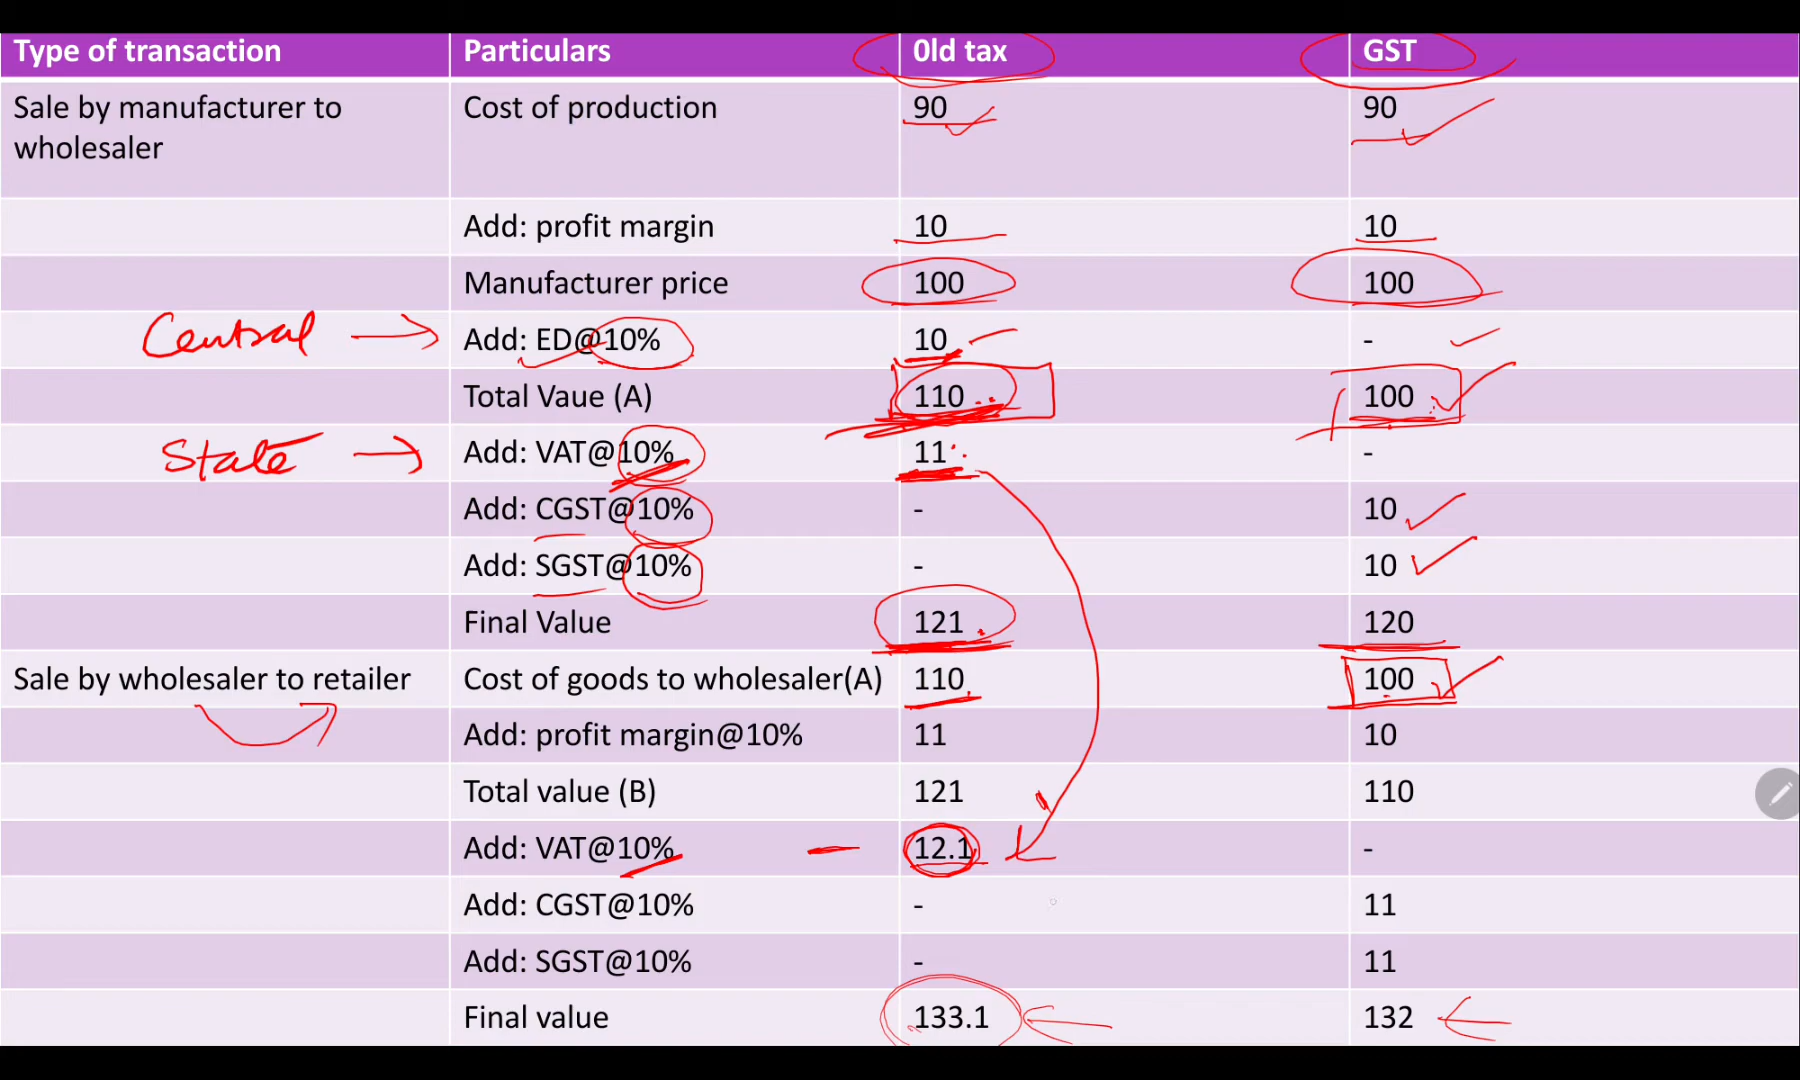 Type of transaction Particulars 0ld tax GST
Sale by manufacturer to Cost of production 90 90
wholesaler
Add: profit margin 10 10
Manufacturer price 100 100
Central Add: ED@10% 10 -
Total Vaue (A) 110 100
State Add: VAT@10% 11 -
Add: CGST@10% - 10
Add: SGST@10% - 10
Final Value 121 120
Sale by wholesaler to retailer Cost of goods to wholesaler(A) 110 100
Add: profit margin@10% 11 10
Total value (B) 121 110
Add: VAT@10% 12.1 -
Add: CGST@10% - 11
Add: SGST@10% - 11
Final value 133.1 132